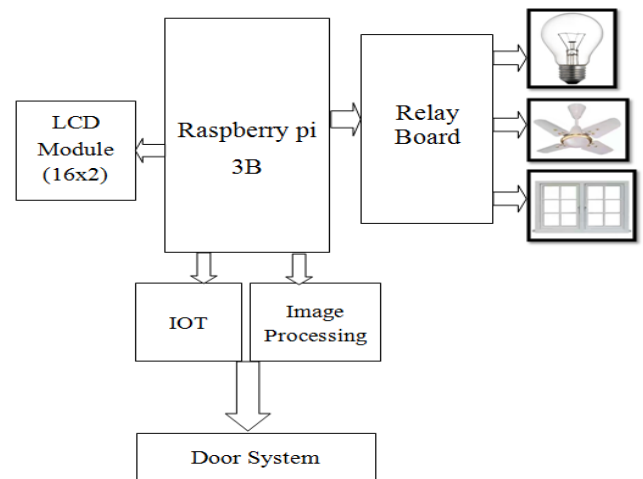 LCD
Module
(16x2)
Raspberry pi
3B
Relay
Board
IOT
Image
Processing
Door System